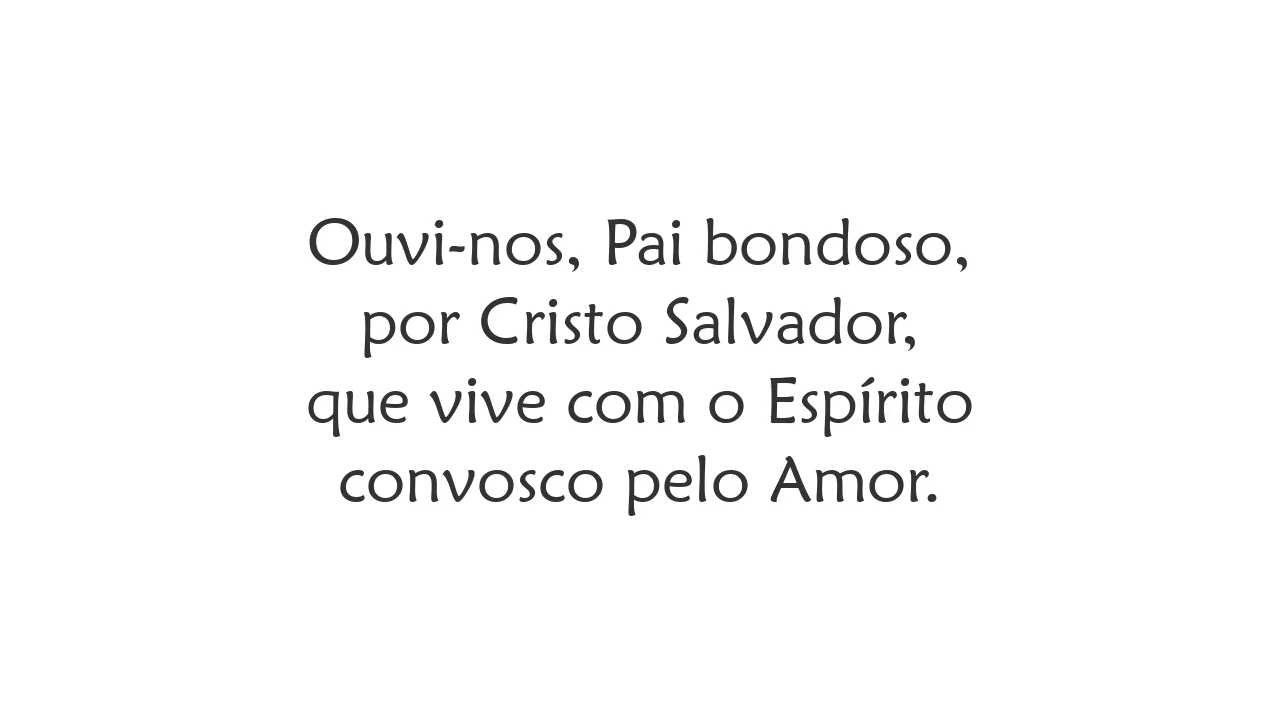 Ouvi-nos, Pai bondoso,
por Cristo Salvador,
que vive com o Espírito
convosco pelo Amor.